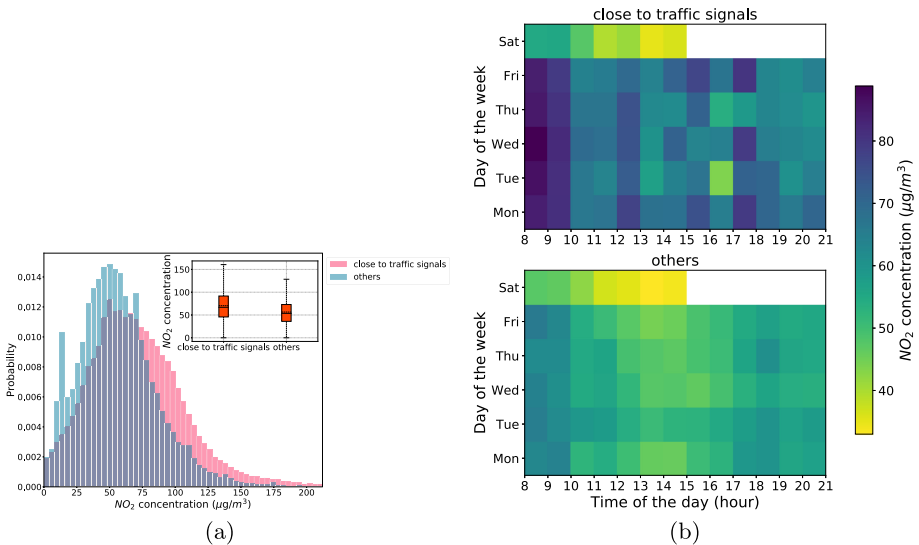 close to traffic signals
Sat
Fri
Thu
Wed
Tue
Mon
Day of the week
8 9 10 11 12 13 14 15 16 17 18 19 20 21
others
Sat
Fri
Thu
Wed
Tue
Mon
Day of the week
8 9 10 11 12 13 14 15 16 17 18 19 20 21
Time of the day (hour)
80
70
60
50
40
NO2 concentration (μg/m3)
(b)
0,014
0,012
0,010
0,008
0,006
0,004
0,002
0,000
Probability
0 25 50 75 100 125 150 175 200
NO2 concentration (μg/m3)
150
100
50
0
NO2 concentration
close to traffic signals others
close to traffic signals
others
(a)